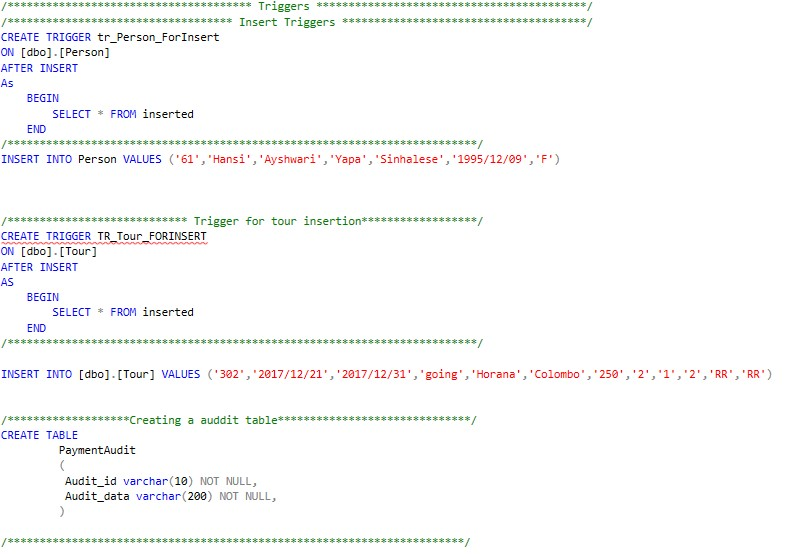 /************************************** Triggers ******************************************/
/*********************************** Insert Triggers **************************************/
CREATE TRIGGER tr_Person_ForInsert
ON [dbo].[Person]
AFTER INSERT
As
BEGIN
SELECT * FROM inserted
END
/*************************************************************************/
INSERT INTO Person VALUES ('61','Hansi','Ayshwari','Yapa','Sinhalese','1995/12/09','F')
/**************************** Trigger for tour insertion******************/
CREATE TRIGGER TR_Tour_FORINSERT
ON [dbo].[Tour]
AFTER INSERT
AS
BEGIN
SELECT * FROM inserted
END
/*************************************************************************/
INSERT INTO [dbo].[Tour] VALUES ('302','2017/12/21','2017/12/31','going','Horana','Colombo','250','2','1','2','RR','RR')
/*******************Creating a auddit table******************************/
CREATE TABLE
PaymentAudit
(
Audit_id varchar(10) NOT NULL,
Audit_data varchar(200) NOT NULL,
)
/***********************************************************************/